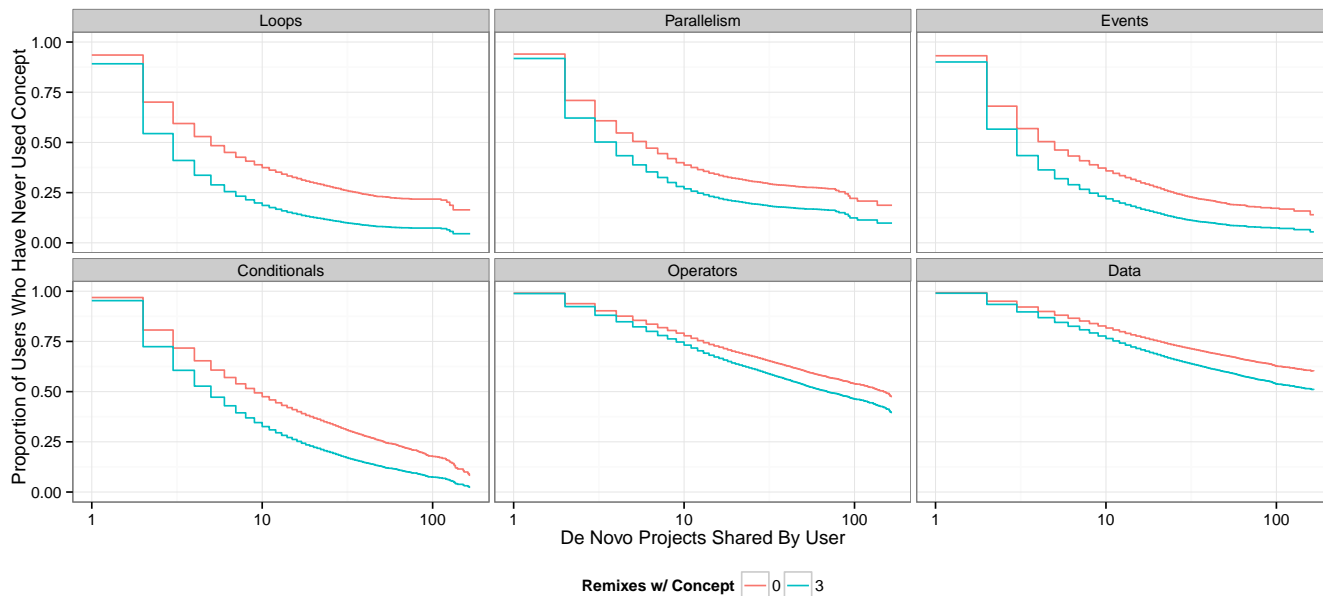 Loops Parallelism Events
1.00
0.75
0.50
0.25
0.00
Conditionals Operators Data
1.00
0.75
0.50
0.25
0.00
1 10 100 1 10 100 1 10 100
Proportion of Users Who Have Never Used Concept
De Novo Projects Shared By User
Remixes w/ Concept 0 3